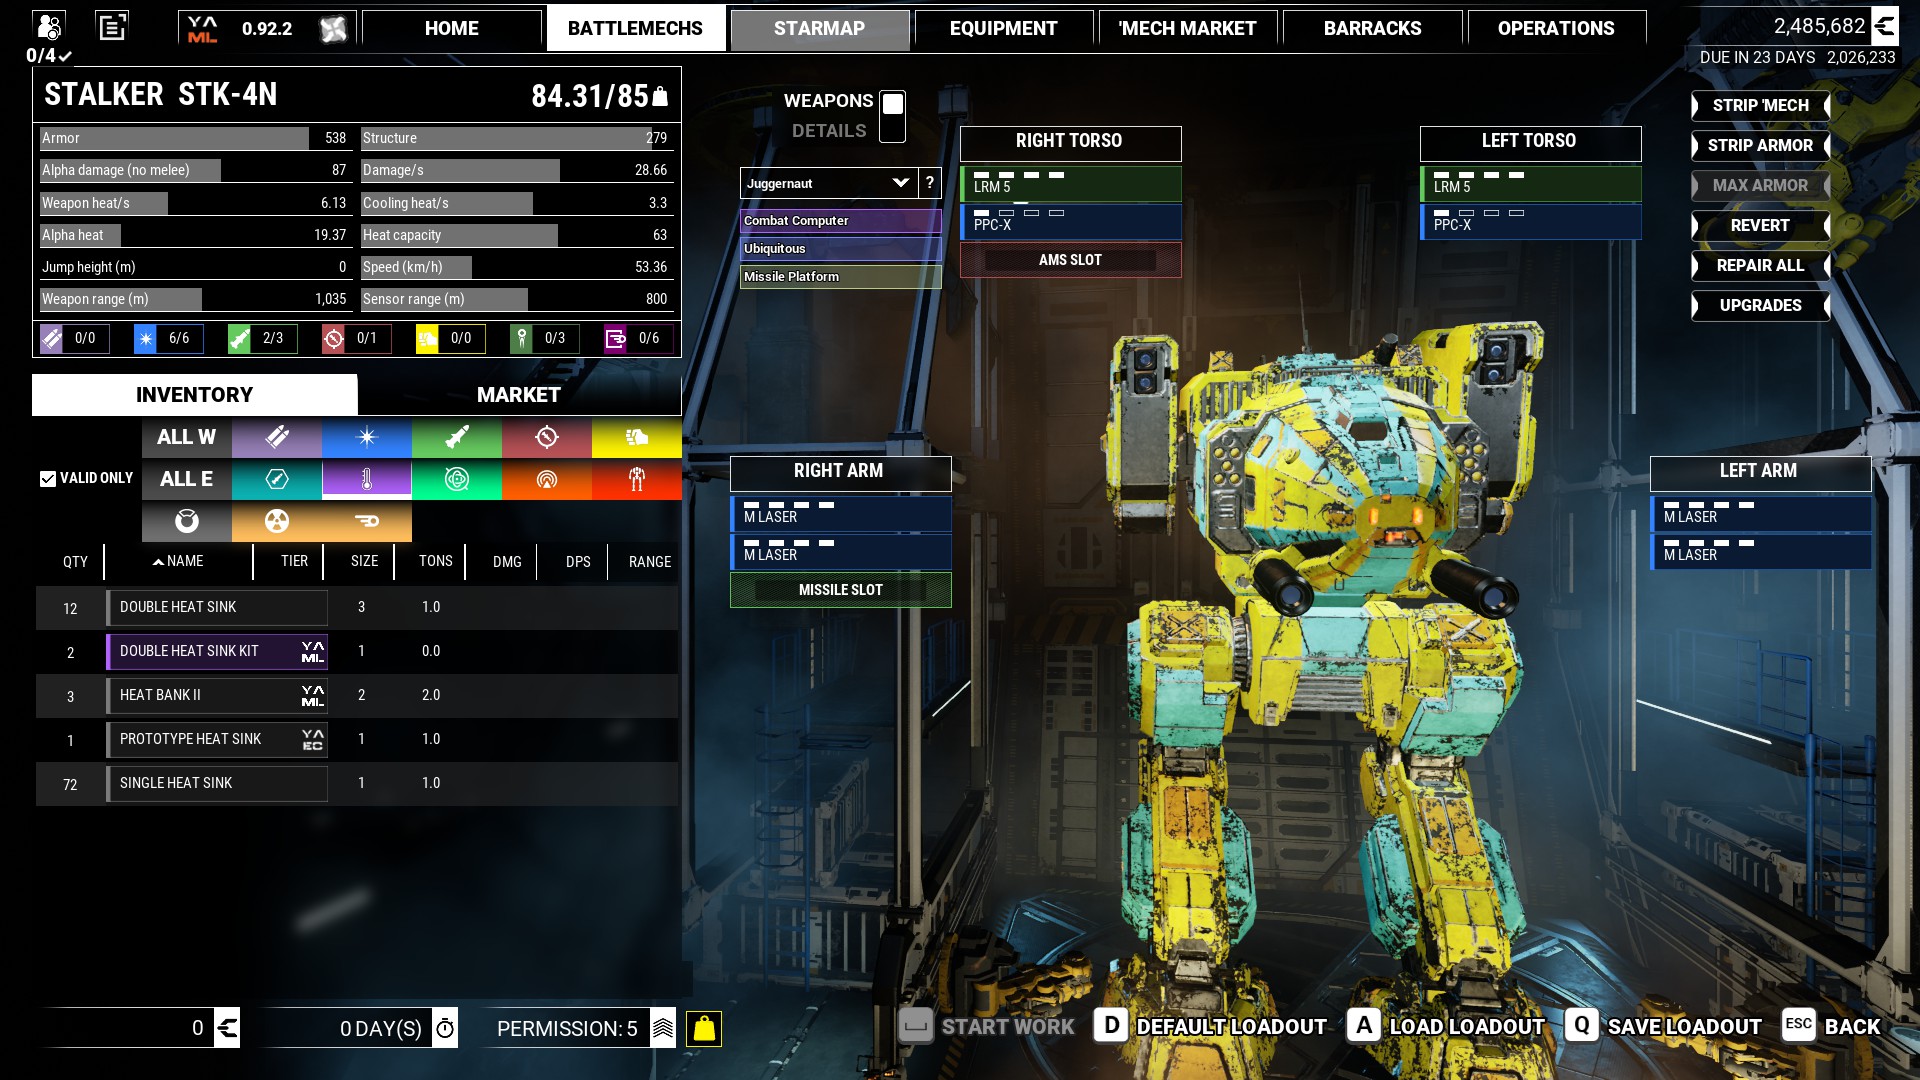 0/4
YA ML 0.92.2
HOME
BATTLEMECHS
STARMAP
EQUIPMENT
'MECH MARKET
BARRACKS
OPERATIONS
2,485,682
DUE IN 23 DAYS 2,026,233
STALKER STK-4N
84.31/85
Armor 538
Structure 279
Alpha damage (no melee) 87
Damage/s 28.66
Weapon heat/s 6.13
Cooling heat/s 3.3
Alpha heat 19.37
Heat capacity 63
Jump height (m) 0
Speed (km/h) 53.36
Weapon range (m) 1,035
Sensor range (m) 800
0/0
6/6
2/3
0/1
0/0
0/3
0/6
WEAPONS
DETAILS
Juggernaut
?
Combat Computer
Ubiquitous
Missile Platform
RIGHT TORSO
LRM 5
PPC-X
AMS SLOT
LEFT TORSO
LRM 5
PPC-X
STRIP 'MECH
STRIP ARMOR
MAX ARMOR
REVERT
REPAIR ALL
UPGRADES
INVENTORY
MARKET
VALID ONLY
ALL W
ALL E
QTY NAME TIER SIZE TONS DMG DPS RANGE
12 DOUBLE HEAT SINK 3 1.0
2 DOUBLE HEAT SINK KIT YA ML 1 0.0
3 HEAT BANK II YA ML 2 2.0
1 PROTOTYPE HEAT SINK YA EC 1 1.0
72 SINGLE HEAT SINK 1 1.0
RIGHT ARM
M LASER
M LASER
MISSILE SLOT
LEFT ARM
M LASER
M LASER
0
0 DAY(S)
PERMISSION: 5
START WORK
D DEFAULT LOADOUT
A LOAD LOADOUT
Q SAVE LOADOUT
ESC BACK